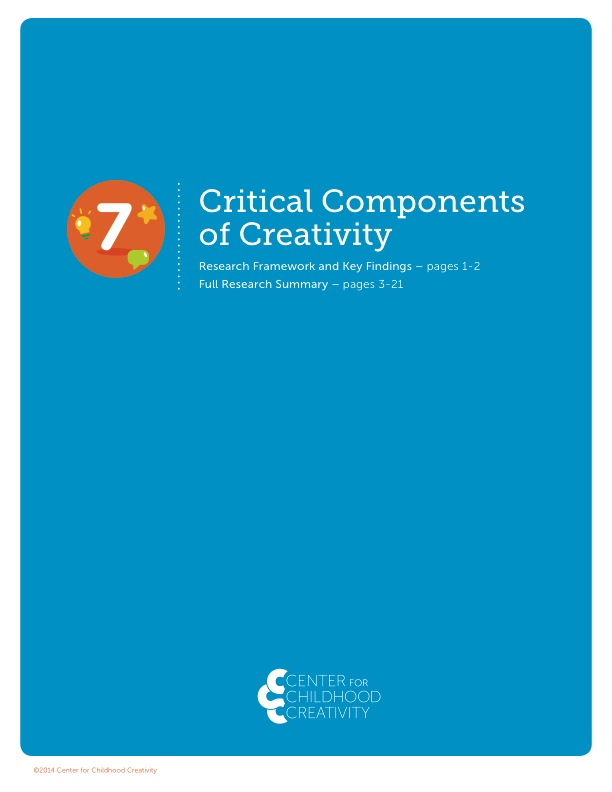 7
Critical Components
of Creativity
Research Framework and Key Findings – pages 1-2
Full Research Summary – pages 3-21
CENTER FOR
CHILDHOOD
CREATIVITY
©2014 Center for Childhood Creativity